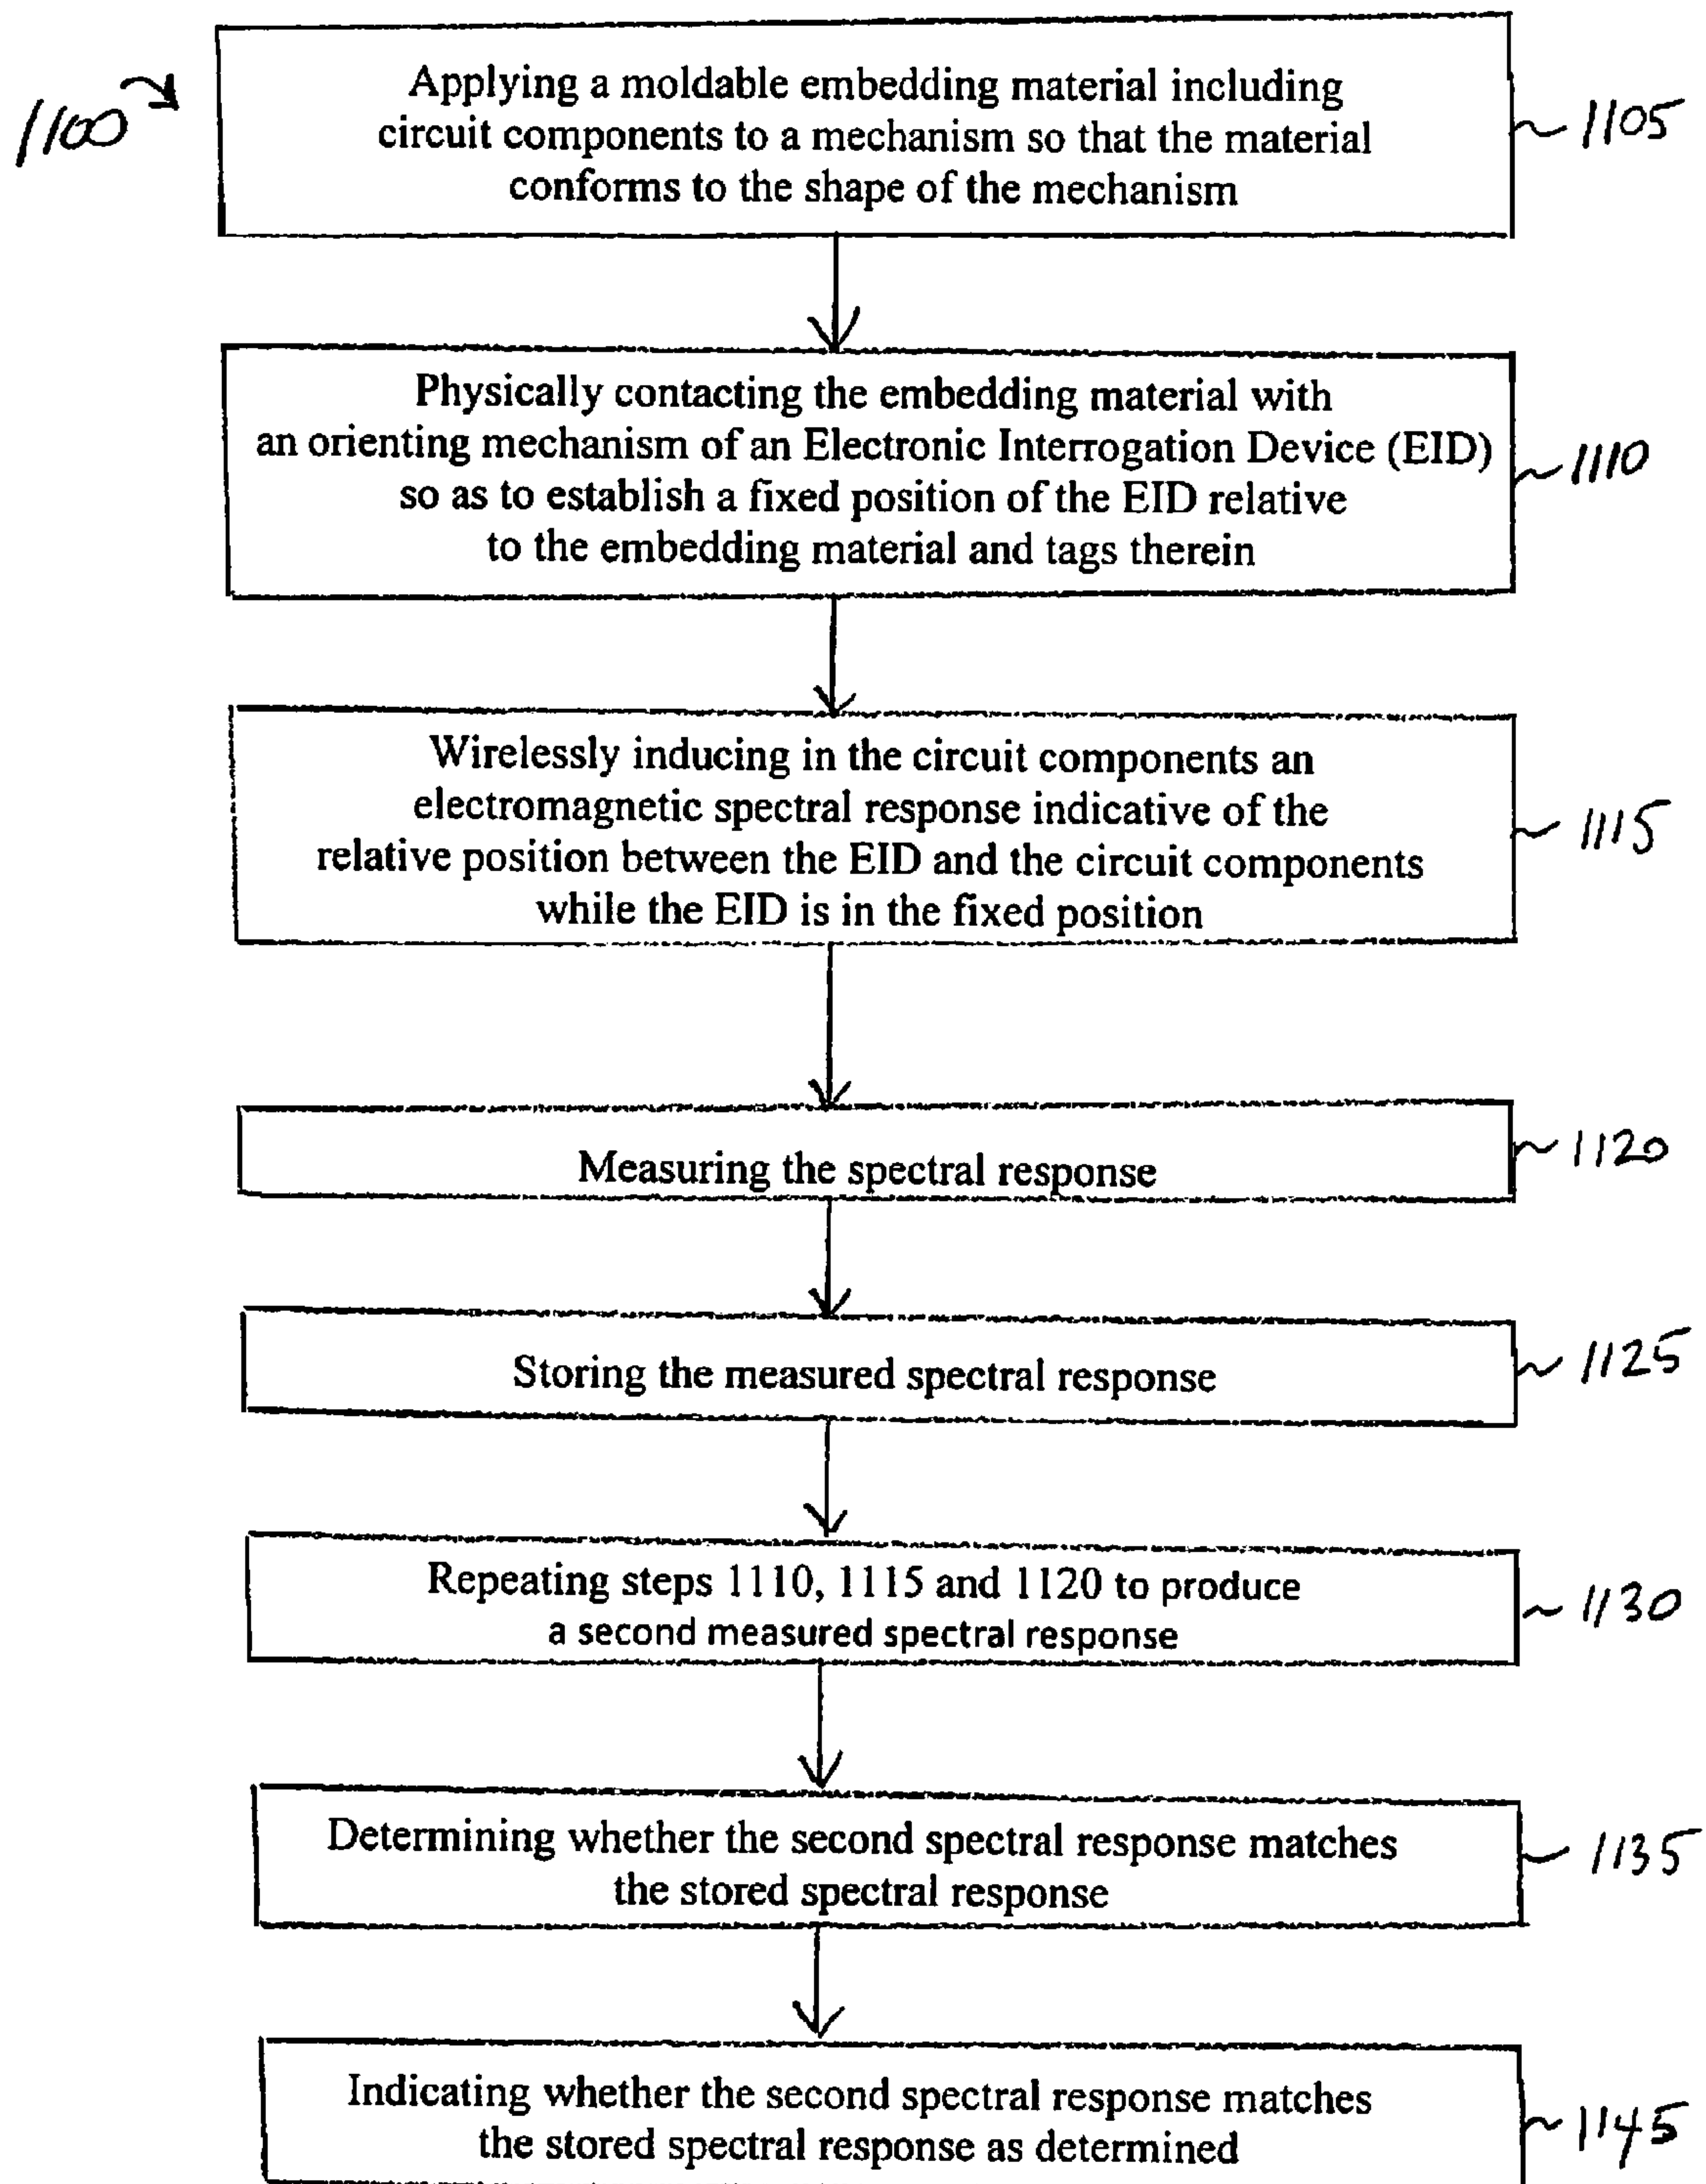 1100
Applying a moldable embedding material including
circuit components to a mechanism so that the material
conforms to the shape of the mechanism
1105
Physically contacting the embedding material with
an orienting mechanism of an Electronic Interrogation Device (EID)
so as to establish a fixed position of the EID relative
to the embedding material and tags therein
1110
Wirelessly inducing in the circuit components an
electromagnetic spectral response indicative of the
relative position between the EID and the circuit components
while the EID is in the fixed position
1115
Measuring the spectral response
1120
Storing the measured spectral response
1125
Repeating steps 1110, 1115 and 1120 to produce
a second measured spectral response
1130
Determining whether the second spectral response matches
the stored spectral response
1135
Indicating whether the second spectral response matches
the stored spectral response as determined
1145